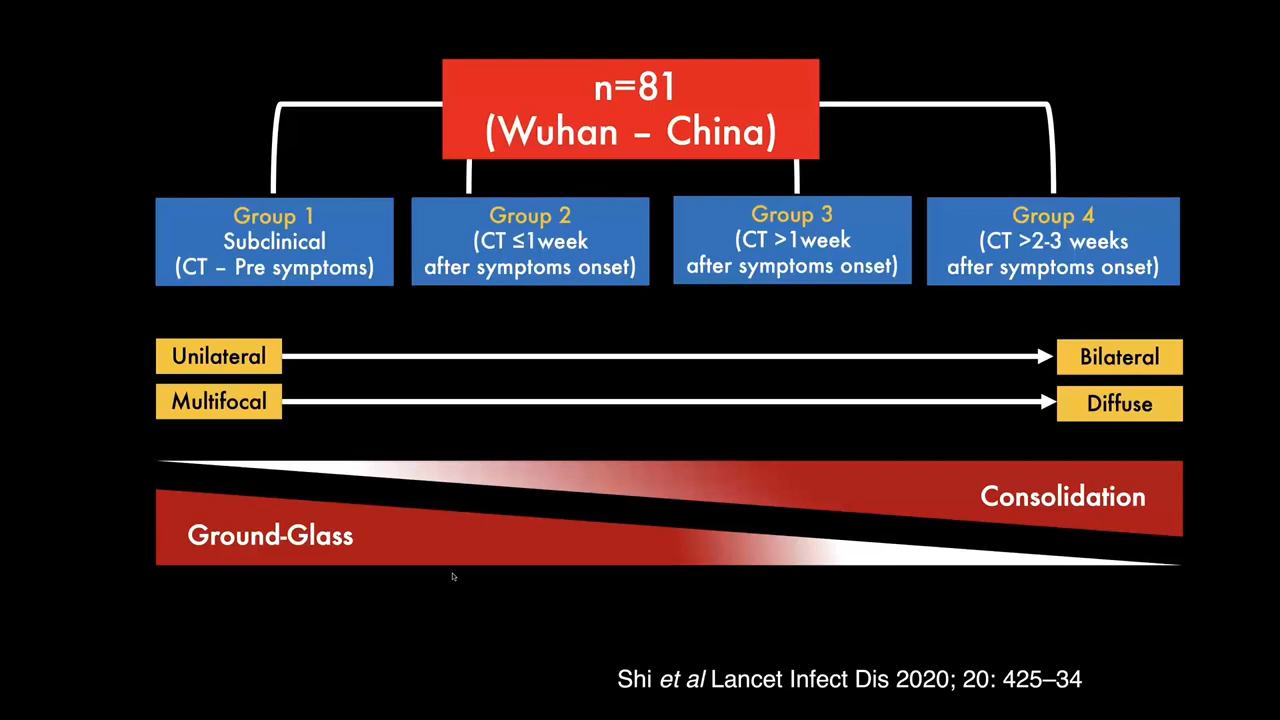 n=81
(Wuhan – China)
Group 1
Subclinical
(CT – Pre symptoms)
Group 2
(CT ≤1week
after symptoms onset)
Group 3
(CT >1week
after symptoms onset)
Group 4
(CT >2-3 weeks
after symptoms onset)
Unilateral
Bilateral
Multifocal
Diffuse
Consolidation
Ground-Glass
Shi et al Lancet Infect Dis 2020; 20: 425–34